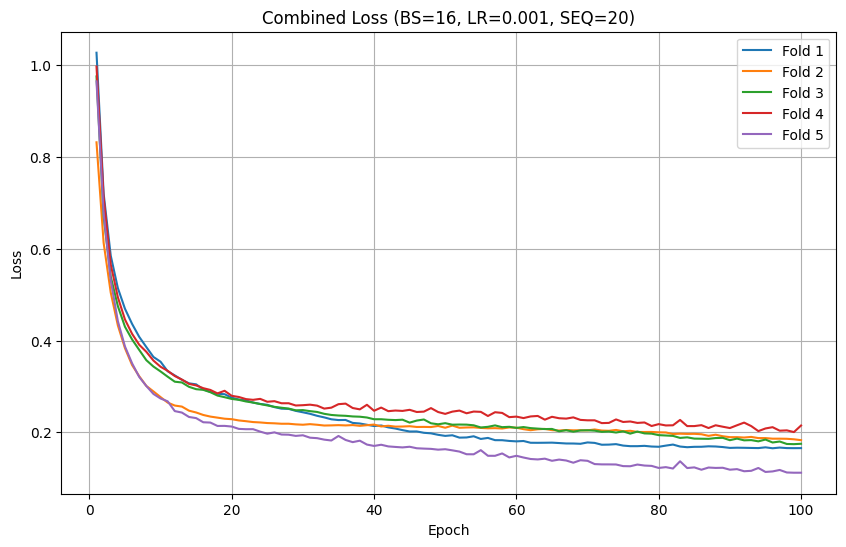 Combined Loss (BS=16, LR=0.001, SEQ=20)
Fold 1
Fold 2
Fold 3
Fold 4
Fold 5
Loss
1.0
0.8
0.6
0.4
0.2
0 20 40 60 80 100
Epoch